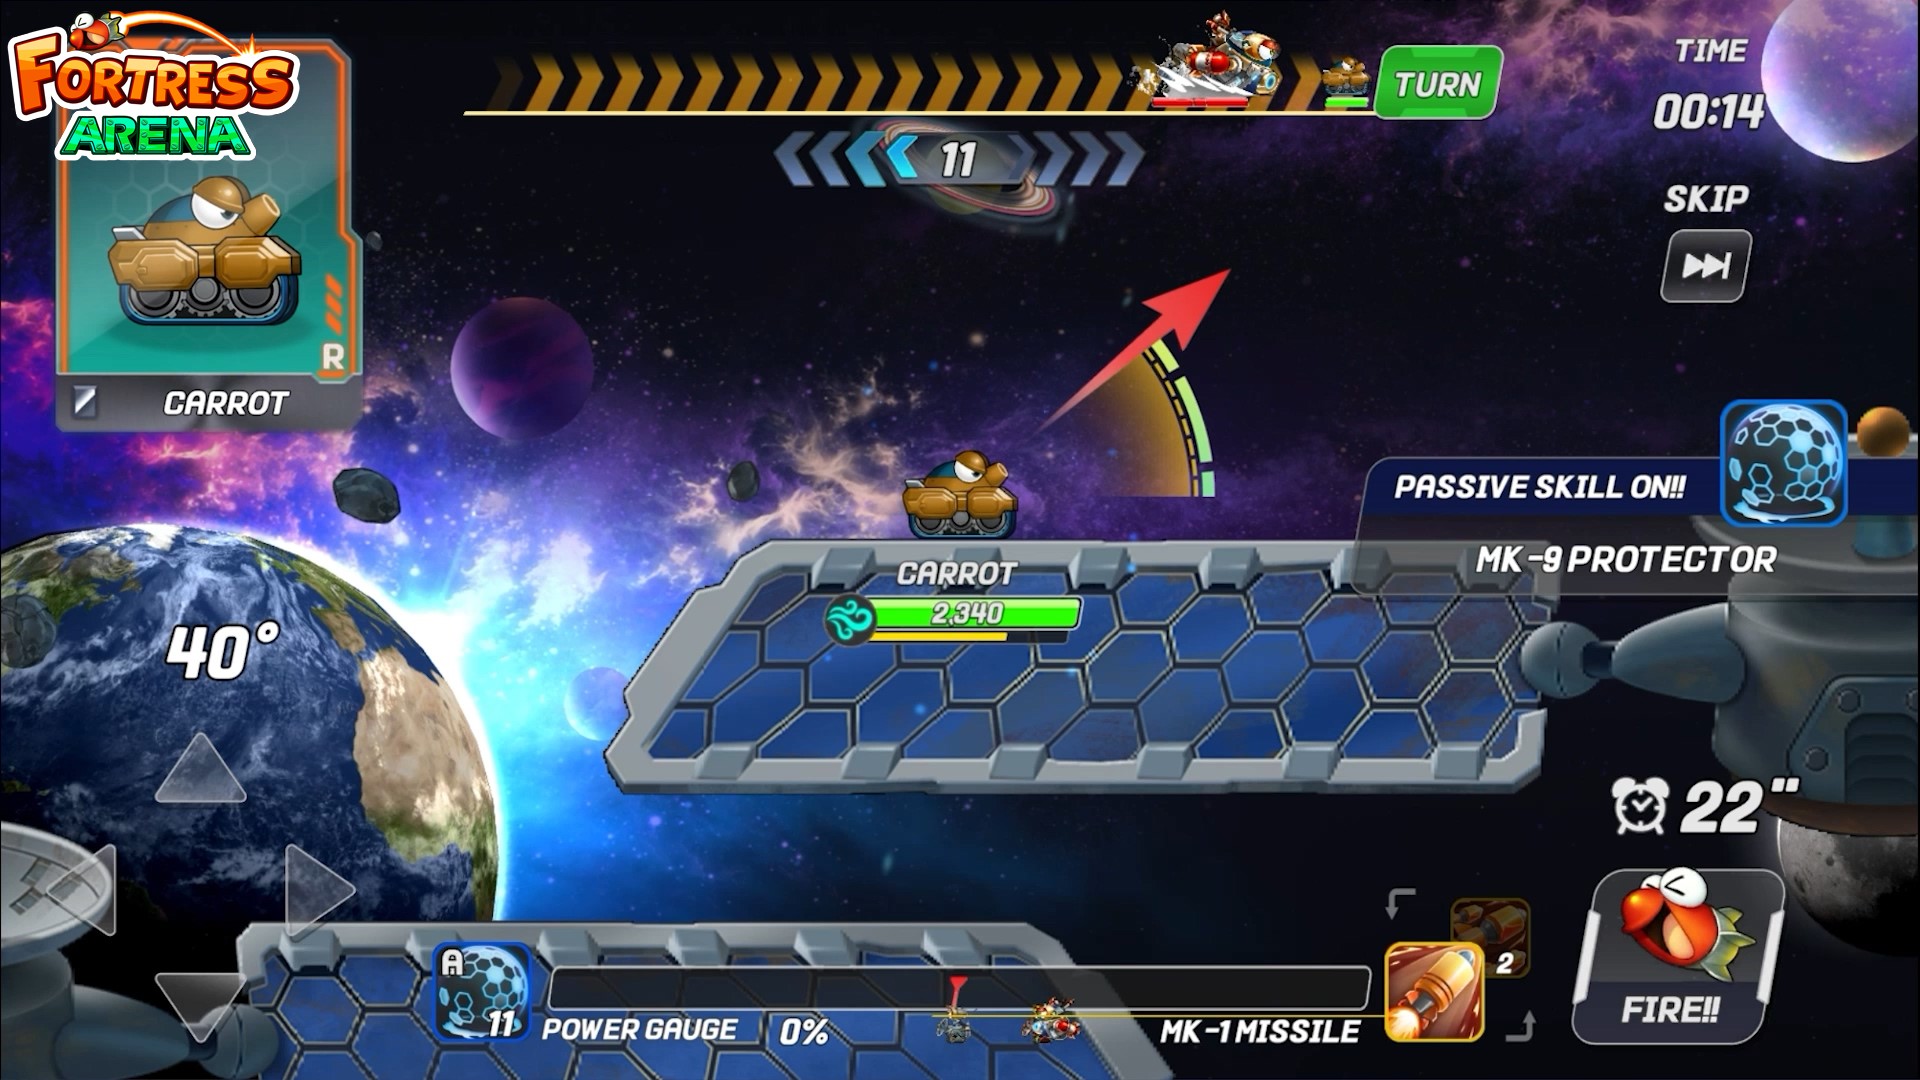 FORTRESS
ARENA
TURN
TIME
00:14
11
SKIP
R
CARROT
PASSIVE SKILL ON!!
MK-9 PROTECTOR
CARROT
2,340
40°
22"
A
11
POWER GAUGE 0%
MK-1 MISSILE
2
FIRE!!